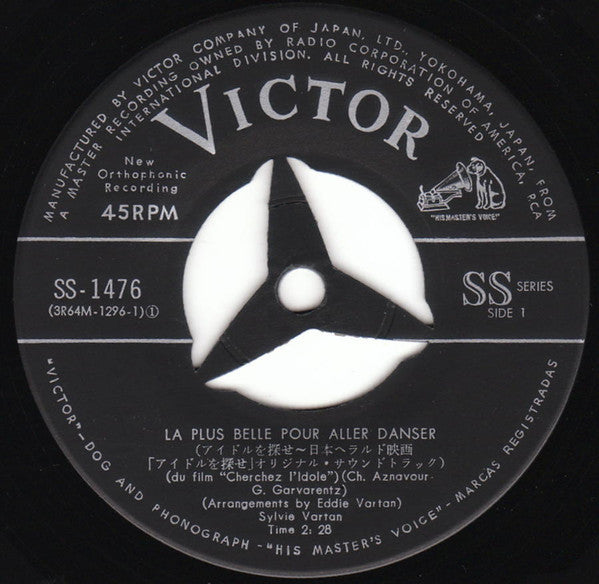 MANUFACTURED BY VICTOR COMPANY OF JAPAN, LTD., YOKOHAMA, JAPAN, FROM
A MASTER RECORDING OWNED BY RADIO CORPORATION OF AMERICA, RCA
INTERNATIONAL DIVISION. ALL RIGHTS RESERVED
VICTOR
New
Orthophonic
Recording
45RPM
"HIS MASTER'S VOICE"
SS-1476
(3R64M-1296-1)①
SS SERIES
SIDE 1
LA PLUS BELLE POUR ALLER DANSER
(アイドルを探せ〜日本ヘラルド映画
「アイドルを探せ」オリジナル・サウンドトラック)
(du film "Cherchez l'Idole")(Ch. Aznavour-
G. Garvarentz)
(Arrangements by Eddie Vartan)
Sylvie Vartan
Time 2: 28
"VICTOR"-DOG AND PHONOGRAPH-"HIS MASTER'S VOICE"-MARCAS REGISTRADAS